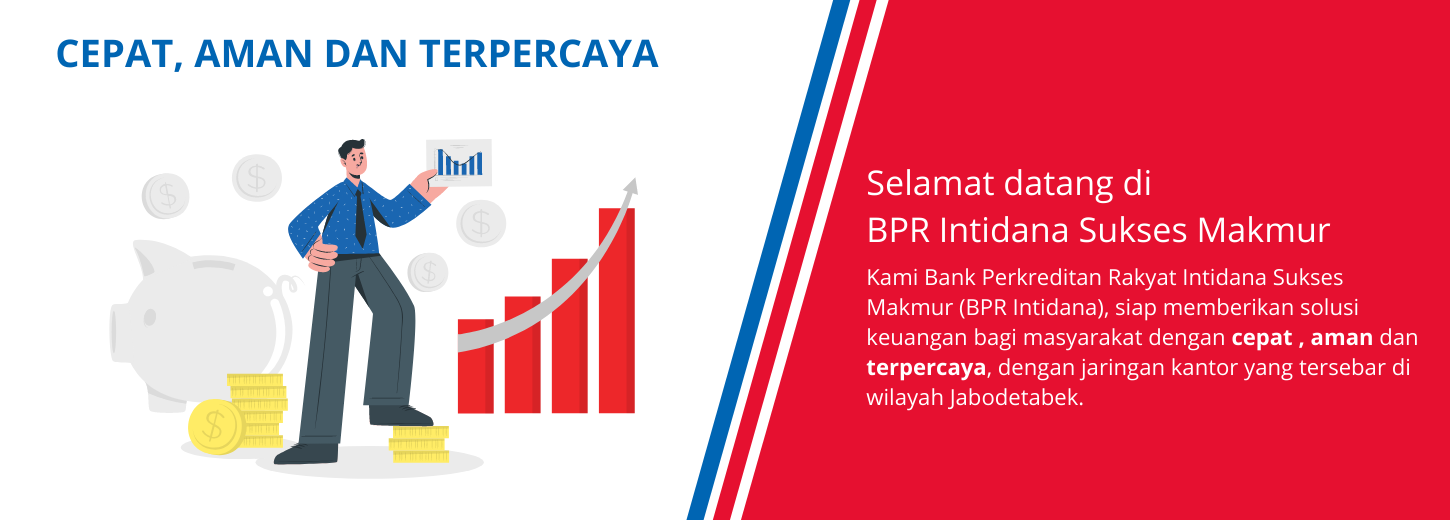 CEPAT, AMAN DAN TERPERCAYA
Selamat datang di
BPR Intidana Sukses Makmur
Kami Bank Perkreditan Rakyat Intidana Sukses
Makmur (BPR Intidana), siap memberikan solusi
keuangan bagi masyarakat dengan cepat , aman dan
terpercaya, dengan jaringan kantor yang tersebar di
wilayah Jabodetabek.